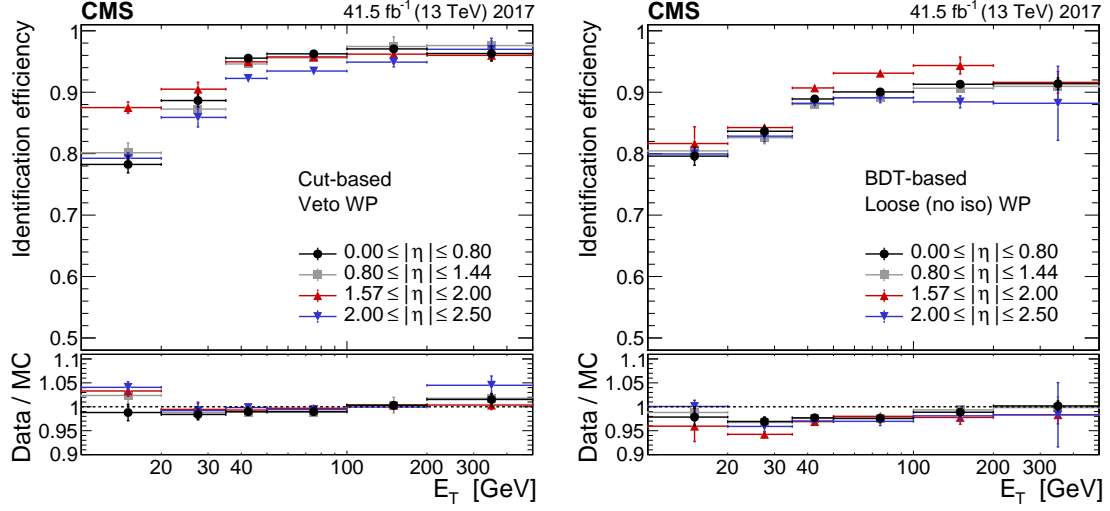 CMS 41.5 fb⁻¹ (13 TeV) 2017
Identification efficiency
1
0.9
0.8
0.7
0.6
0.5
Cut-based
Veto WP
0.00 ≤ | η | ≤ 0.80
0.80 ≤ | η | ≤ 1.44
1.57 ≤ | η | ≤ 2.00
2.00 ≤ | η | ≤ 2.50
Data / MC
1.1
1.05
1
0.95
0.9
20 30 40 100 200 300
E_T [GeV]
CMS 41.5 fb⁻¹ (13 TeV) 2017
Identification efficiency
1
0.9
0.8
0.7
0.6
0.5
BDT-based
Loose (no iso) WP
0.00 ≤ | η | ≤ 0.80
0.80 ≤ | η | ≤ 1.44
1.57 ≤ | η | ≤ 2.00
2.00 ≤ | η | ≤ 2.50
Data / MC
1.1
1.05
1
0.95
0.9
20 30 40 100 200 300
E_T [GeV]